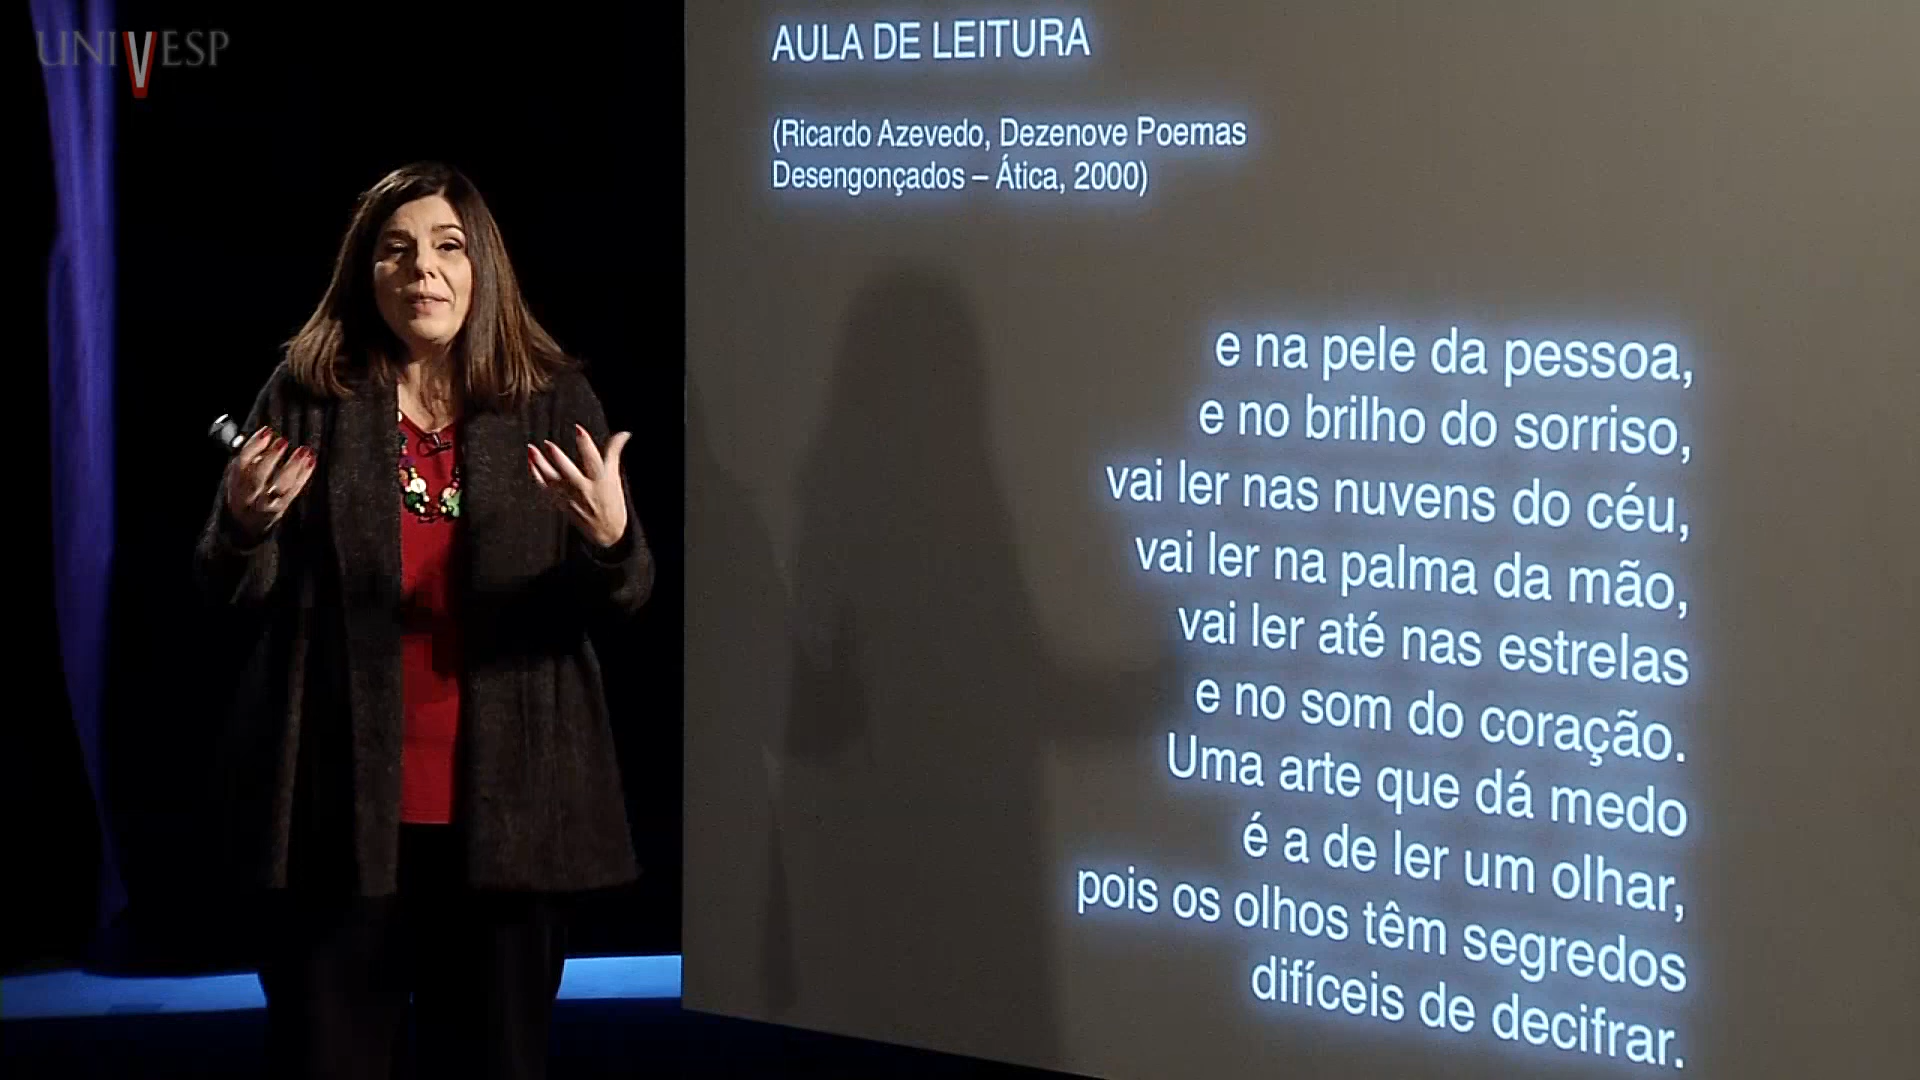 UNIVESP
AULA DE LEITURA
(Ricardo Azevedo, Dezenove Poemas
Desengonçados – Ática, 2000)
e na pele da pessoa,
e no brilho do sorriso,
vai ler nas nuvens do céu,
vai ler na palma da mão,
vai ler até nas estrelas
e no som do coração.
Uma arte que dá medo
é a de ler um olhar,
pois os olhos têm segredos
difíceis de decifrar.